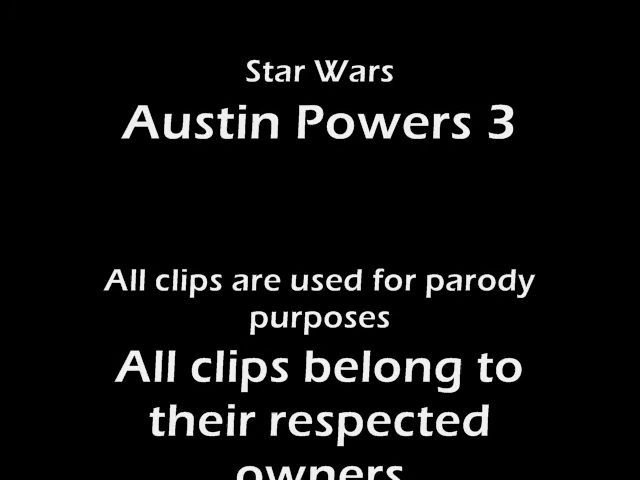 Star Wars
Austin Powers 3
All clips are used for parody
purposes
All clips belong to
their respected
owners